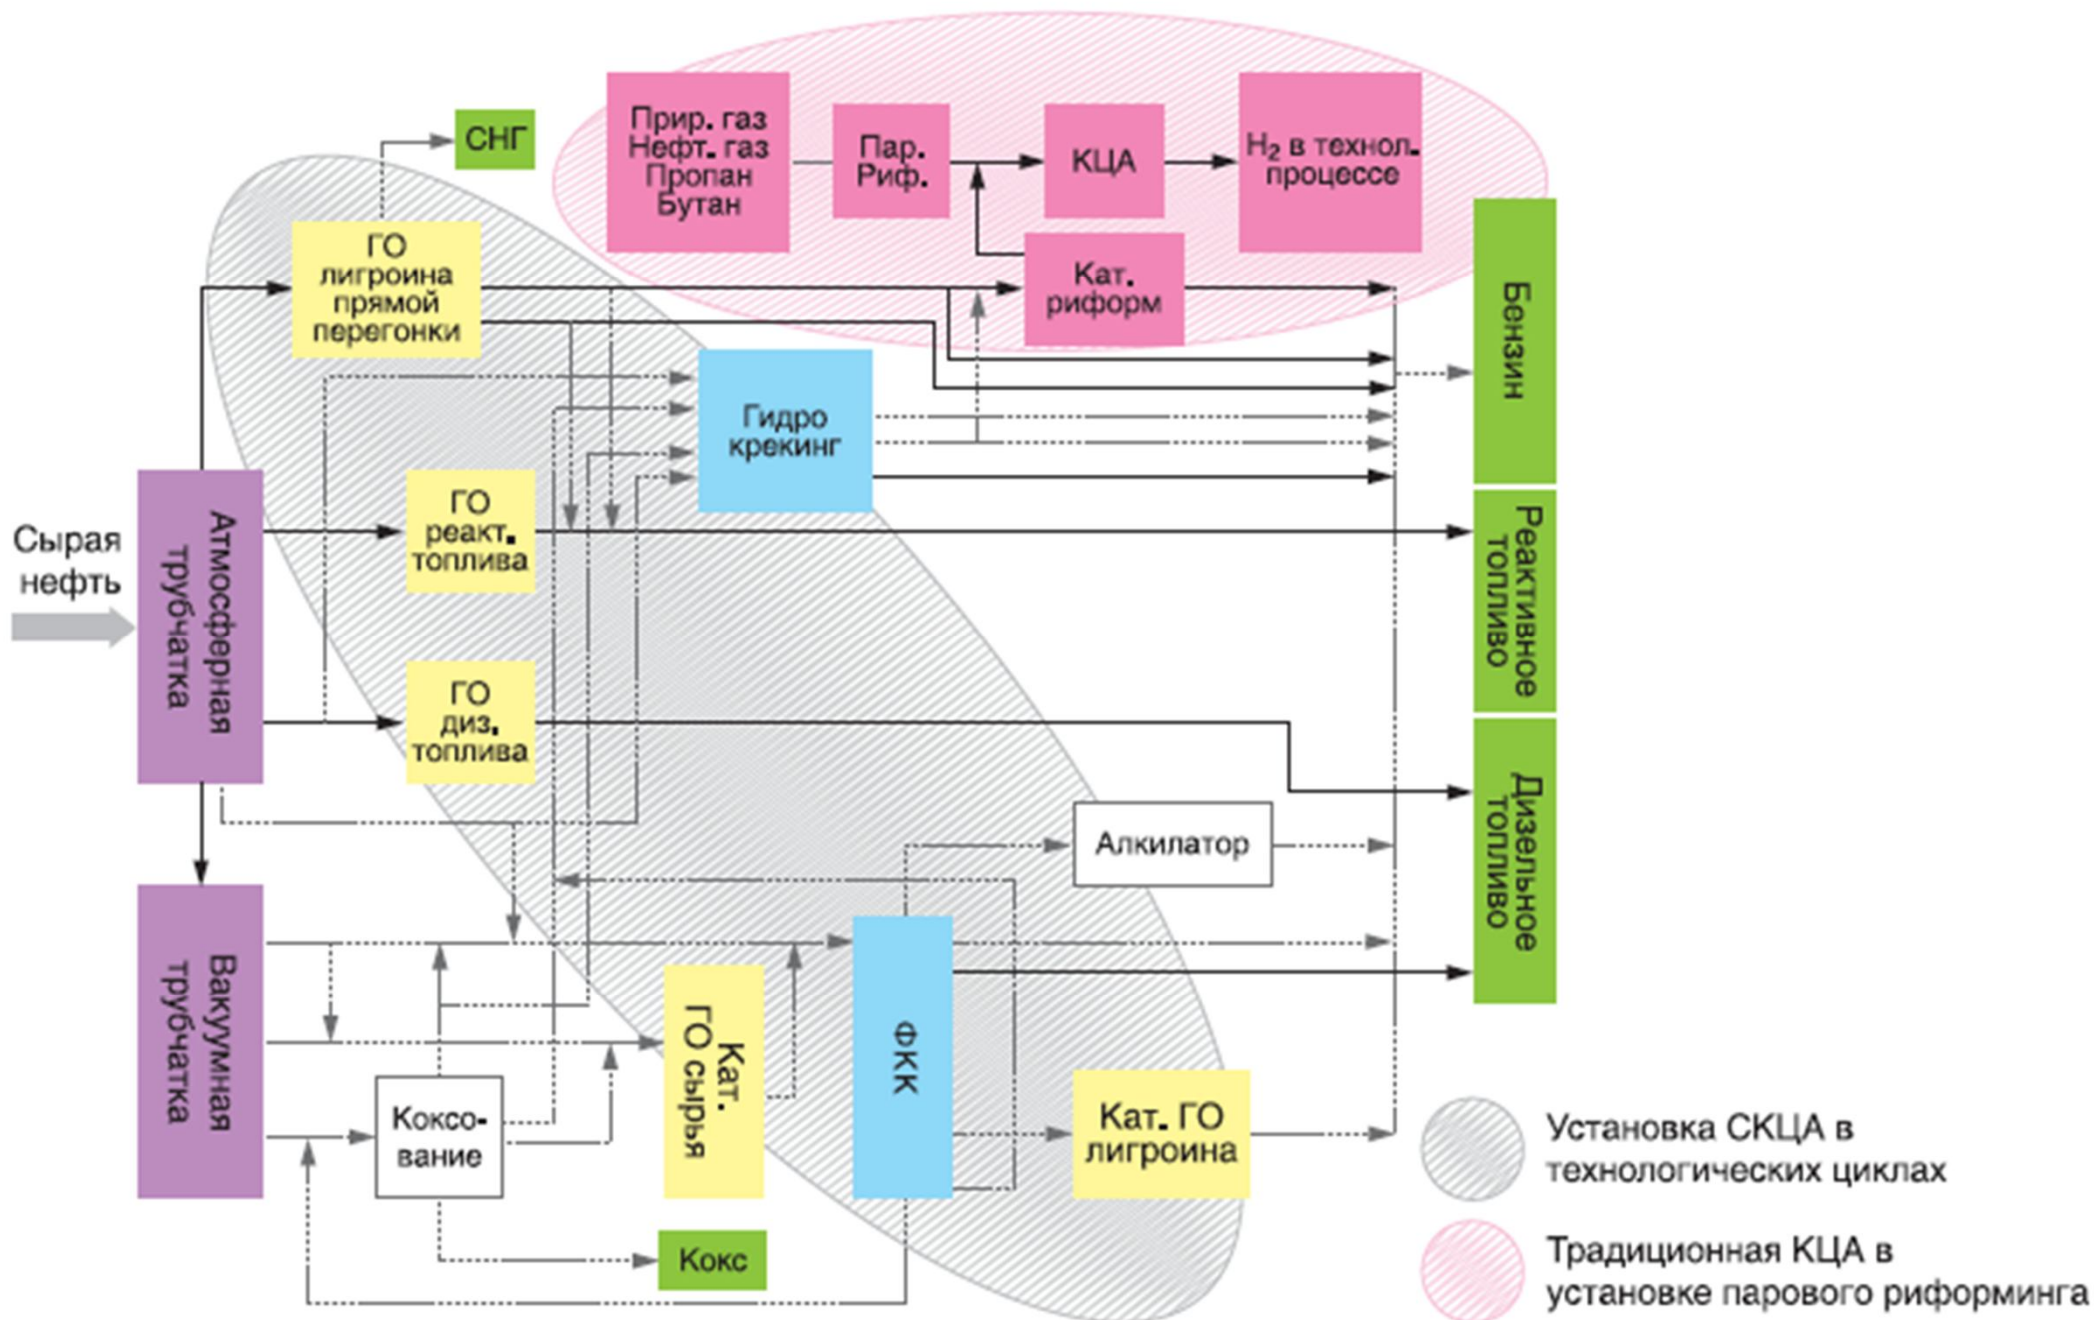 СНГ
Прир. газ
Нефт. газ
Пропан
Бутан
Пар.
Риф.
КЦА
H₂ в технол.
процессе
ГО
лигроина
прямой
перегонки
Кат.
риформ
Бензин
Гидро
крекинг
Сырая
нефть
Атмосферная
трубчатка
ГО
реакт.
топлива
Реактивное
топливо
ГО
диз.
топлива
Дизельное
топливо
Алкилатор
Вакуумная
трубчатка
Кат.
ГО сырья
ФКК
Коксо-
вание
Кат. ГО
лигроина
Кокс
Установка СКЦА в
технологических циклах
Традиционная КЦА в
установке парового риформинга